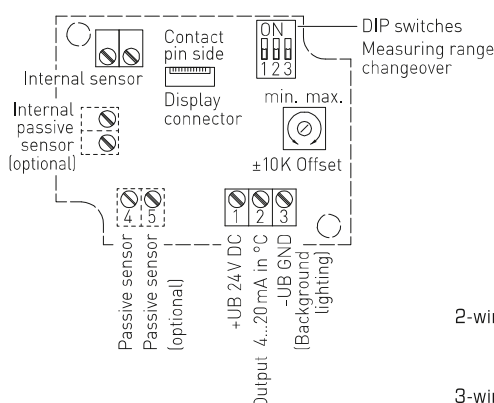 ON
1 2 3
DIP switches
Measuring range
changeover
Contact
pin side
Internal sensor
Display
connector
Internal
passive
sensor
(optional)
min. max.
±10K Offset
4 5
1 2 3
Passive sensor
Passive sensor
(optional)
+UB 24V DC
Output 4...20mA in °C
-UB GND
(Background
lighting)
2-wir
3-wir